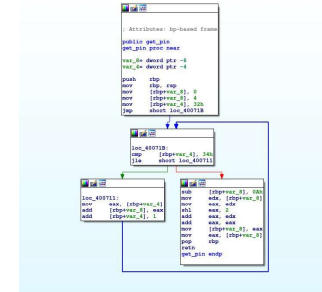 ; Attributes: bp-based frame
public get_pin
get_pin proc near
var_8= dword ptr -8
var_4= dword ptr -4
push rbp
mov rbp, rsp
mov [rbp+var_8], 0
mov [rbp+var_8], 4
mov [rbp+var_4], 32h
jmp short loc_40071B
loc_40071B:
cmp [rbp+var_4], 34h
jle short loc_400711
loc_400711:
mov eax, [rbp+var_4]
add [rbp+var_8], eax
add [rbp+var_4], 1
sub [rbp+var_8], 0Ah
mov edx, [rbp+var_8]
mov eax, edx
shl eax, 2
add eax, edx
add eax, eax
mov [rbp+var_8], eax
mov eax, [rbp+var_8]
pop rbp
retn
get_pin endp